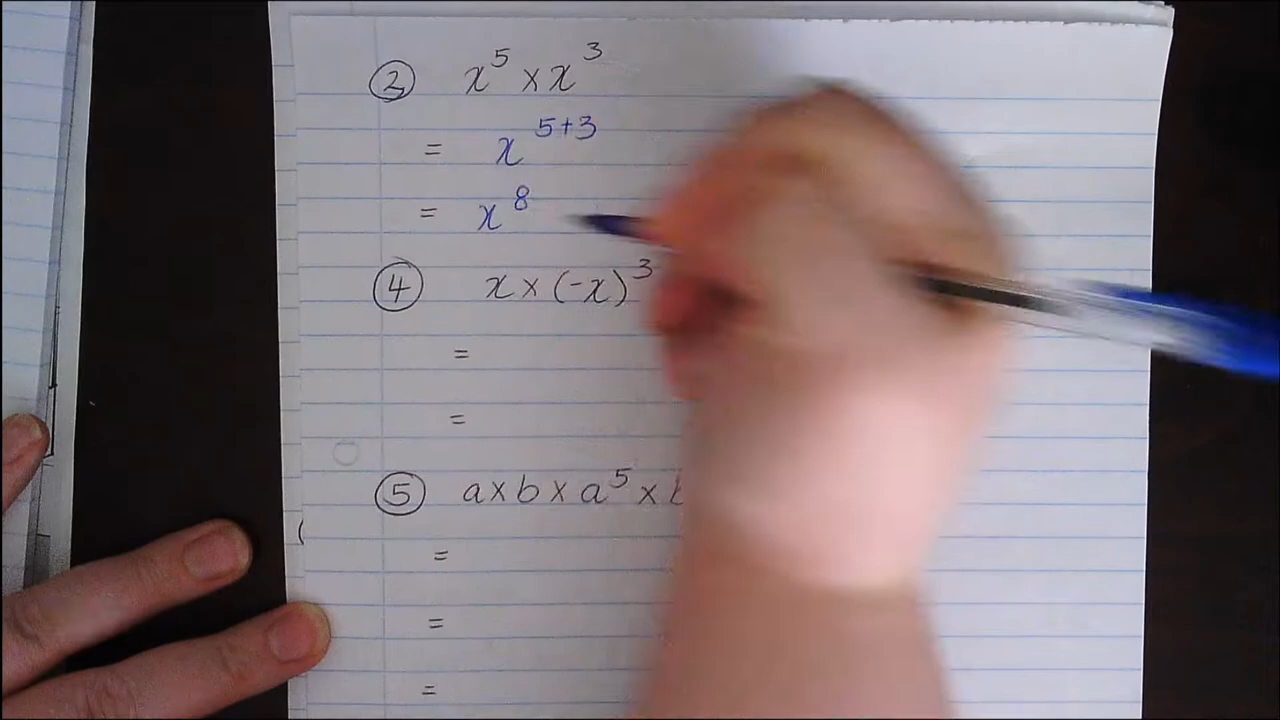 ② x⁵ × x³
= x⁵⁺³
= x⁸
④ x × (-x)³
=
=
⑤ a × b × a⁵ ×
=
=
=